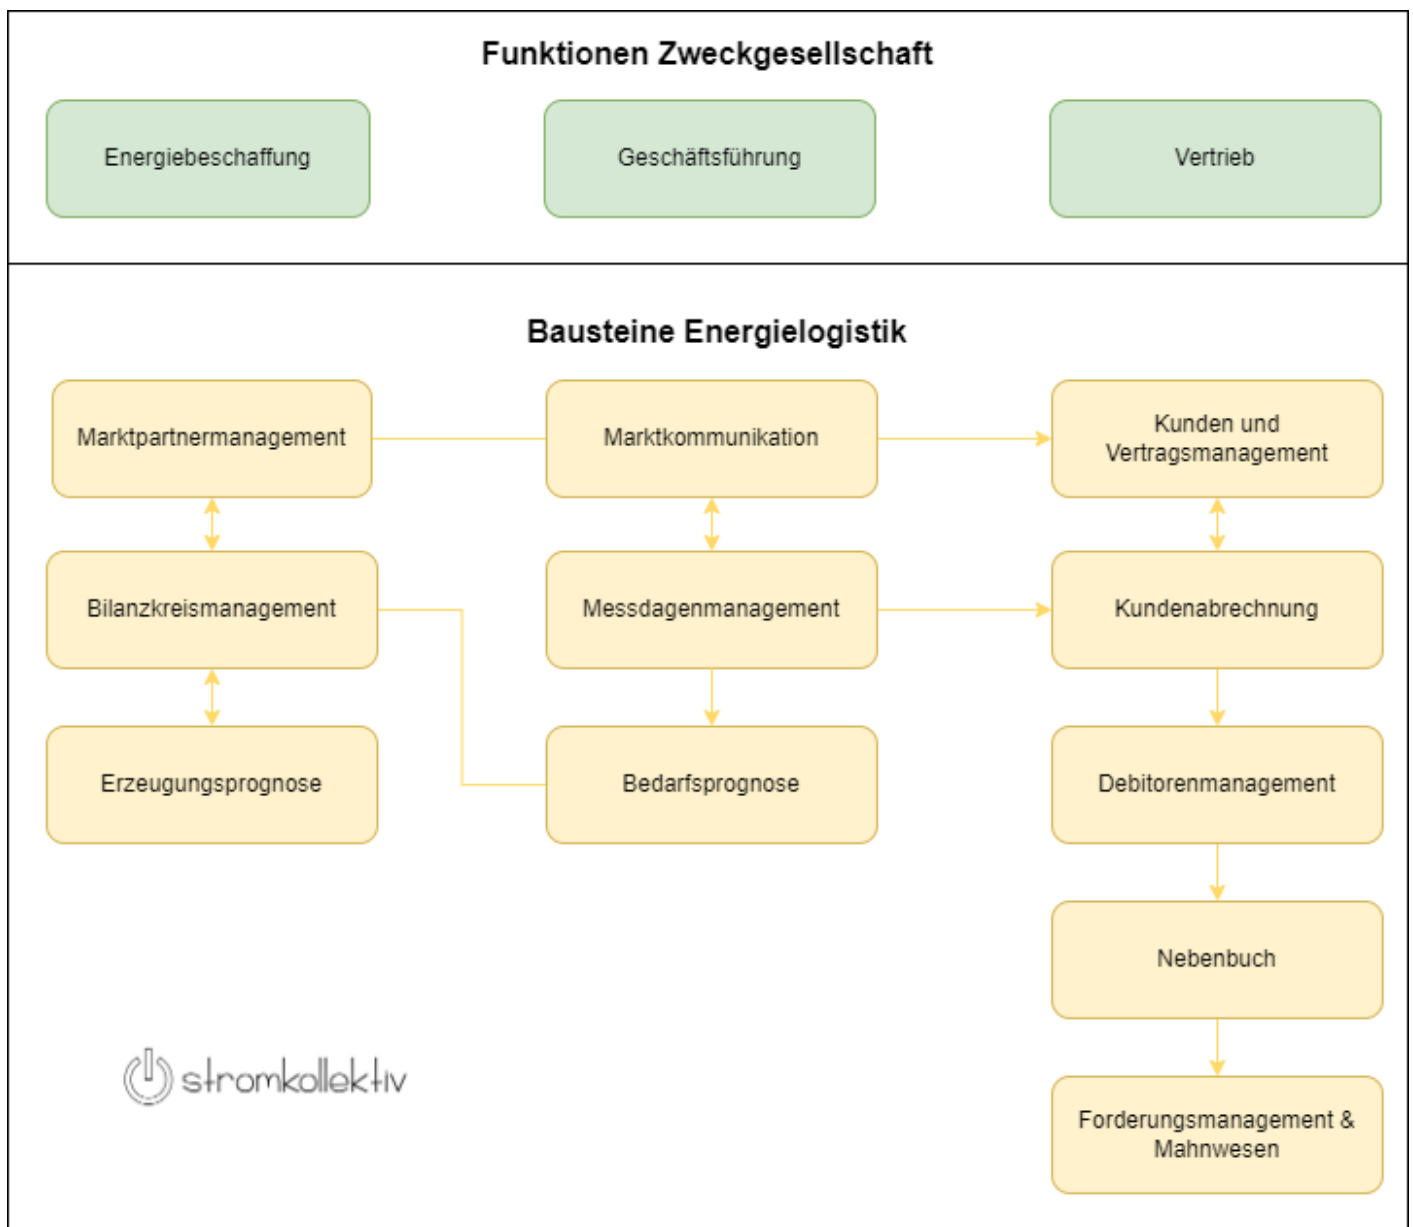 Funktionen Zweckgesellschaft
Energiebeschaffung
Geschäftsführung
Vertrieb
Bausteine Energielogistik
Marktpartnermanagement
Marktkommunikation
Kunden und
Vertragsmanagement
Bilanzkreismanagement
Messdagenmanagement
Kundenabrechnung
Erzeugungsprognose
Bedarfsprognose
Debitorenmanagement
Nebenbuch
stromkollektiv
Forderungsmanagement &
Mahnwesen